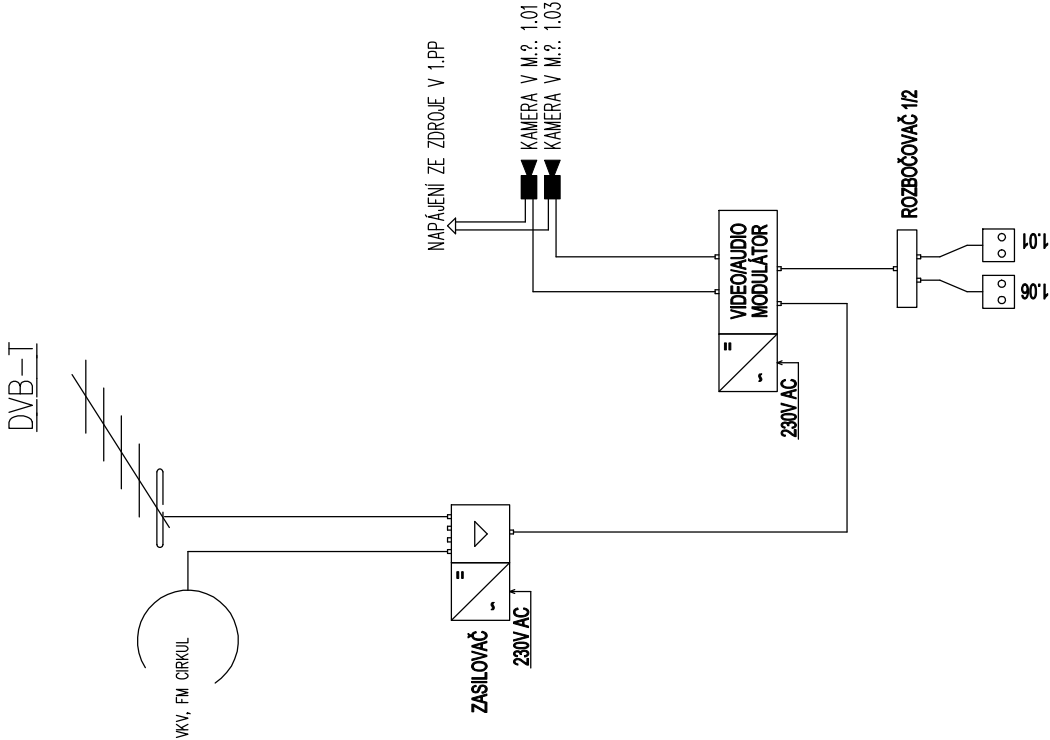 DVB-T
VKV, FM CIRKUL
ZASILOVAČ
230V AC
NAPÁJENÍ ZE ZDROJE V 1.PP
KAMERA V M.?. 1.01
KAMERA V M.?. 1.03
VIDEO/AUDIO
MODULÁTOR
230V AC
ROZBOČOVAČ 1/2
1.06
1.01